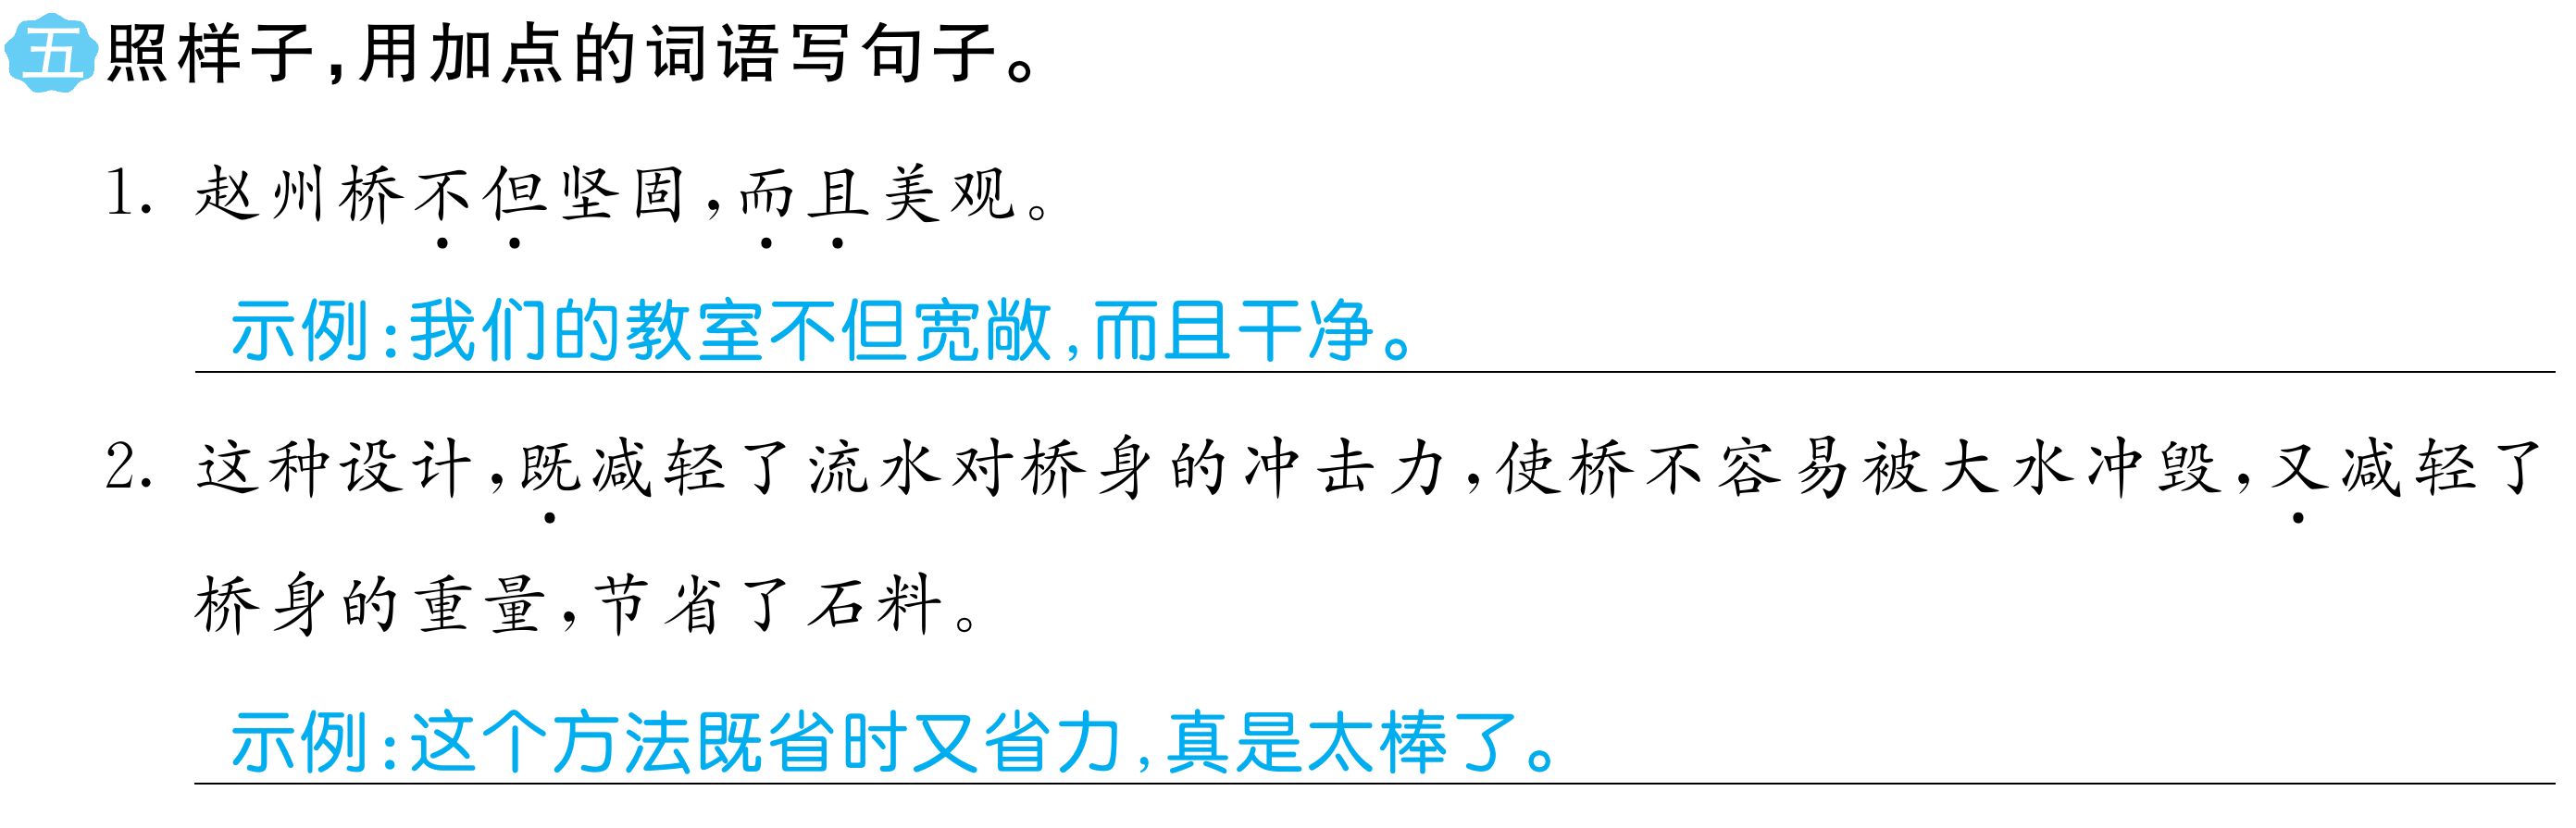 五 照样子,用加点的词语写句子。
1. 赵州桥不但坚固,而且美观。
示例:我们的教室不但宽敞,而且干净。
2. 这种设计,既减轻了流水对桥身的冲击力,使桥不容易被大水冲毁,又减轻了
桥身的重量,节省了石料。
示例:这个方法既省时又省力,真是太棒了。